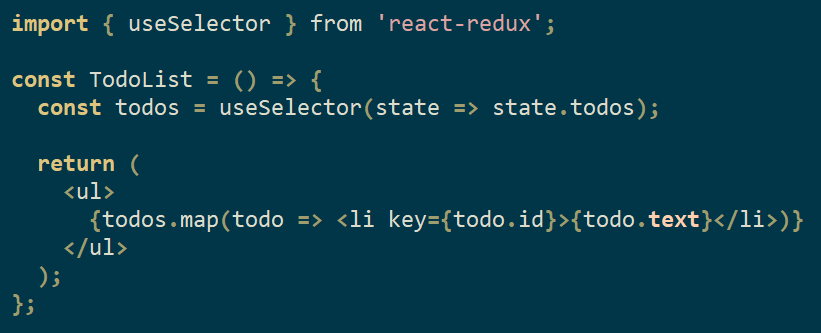 import { useSelector } from 'react-redux';

const TodoList = () => {
  const todos = useSelector(state => state.todos);

  return (
    <ul>
      {todos.map(todo => <li key={todo.id}>{todo.text}</li>)}
    </ul>
  );
};